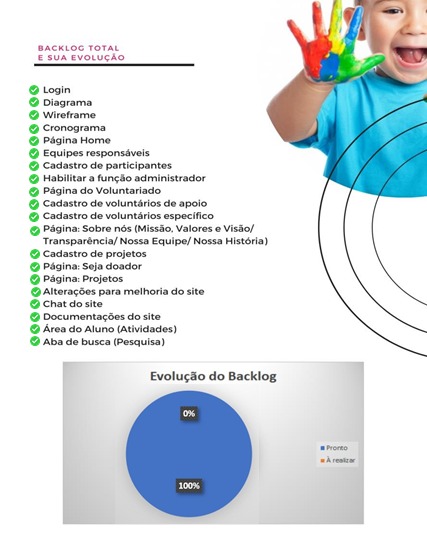 BACKLOG TOTAL
E SUA EVOLUÇÃO
Login
Diagrama
Wireframe
Cronograma
Página Home
Equipes responsáveis
Cadastro de participantes
Habilitar a função administrador
Página do Voluntariado
Cadastro de voluntários de apoio
Cadastro de voluntários específico
Página: Sobre nós (Missão, Valores e Visão/
Transparência/ Nossa Equipe/ Nossa História)
Cadastro de projetos
Página: Seja doador
Página: Projetos
Alterações para melhoria do site
Chat do site
Documentações do site
Área do Aluno (Atividades)
Aba de busca (Pesquisa)
Evolução do Backlog
0%
100%
Pronto
À realizar